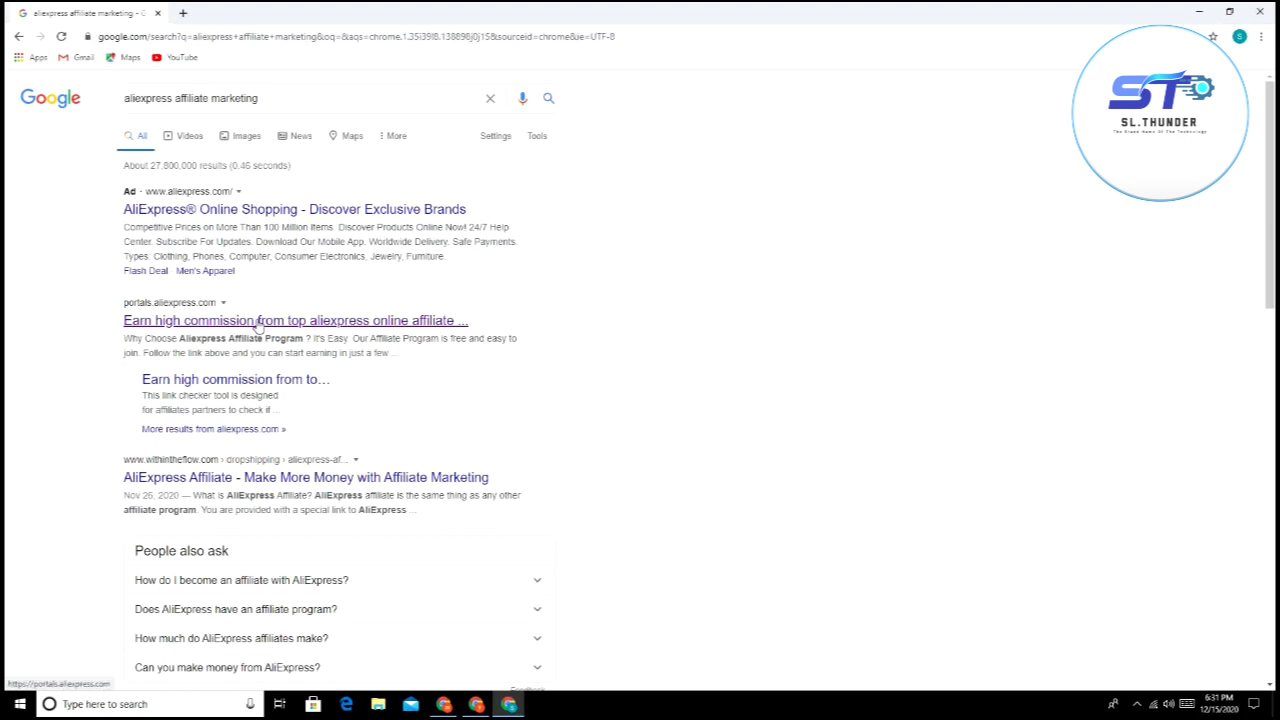 aliexpress affiliate marketing - G
google.com/search?q=aliexpress+affiliate+marketing&oq=&aqs=chrome.1.35i39l8.138898j0j15&sourceid=chrome&ie=UTF-8
S
Apps Gmail Maps YouTube
ST
SL.THUNDER
The Brand Name Of The Technology
Google
aliexpress affiliate marketing
All Videos Images News Maps More Settings Tools
About 27,800,000 results (0.46 seconds)
Ad · www.aliexpress.com/
AliExpress® Online Shopping - Discover Exclusive Brands
Competitive Prices on More Than 100 Million Items. Discover Products Online Now! 24/7 Help
Center. Subscribe For Updates. Download Our Mobile App. Worldwide Delivery. Safe Payments.
Types: Clothing, Phones, Computer, Consumer Electronics, Jewelry, Furniture.
Flash Deal · Men's Apparel
portals.aliexpress.com
Earn high commission from top aliexpress online affiliate ...
Why Choose Aliexpress Affiliate Program ? It's Easy. Our Affiliate Program is free and easy to
join. Follow the link above and you can start earning in just a few ...
Earn high commission from to...
This link checker tool is designed
for affiliates partners to check if ...
More results from aliexpress.com »
www.withintheflow.com › dropshipping › aliexpress-af...
AliExpress Affiliate - Make More Money with Affiliate Marketing
Nov 26, 2020 — What is AliExpress Affiliate? AliExpress affiliate is the same thing as any other
affiliate program. You are provided with a special link to AliExpress ...
People also ask
How do I become an affiliate with AliExpress?
Does AliExpress have an affiliate program?
How much do AliExpress affiliates make?
Can you make money from AliExpress?
Feedback
https://portals.aliexpress.com
Type here to search
6:31 PM
12/15/2020